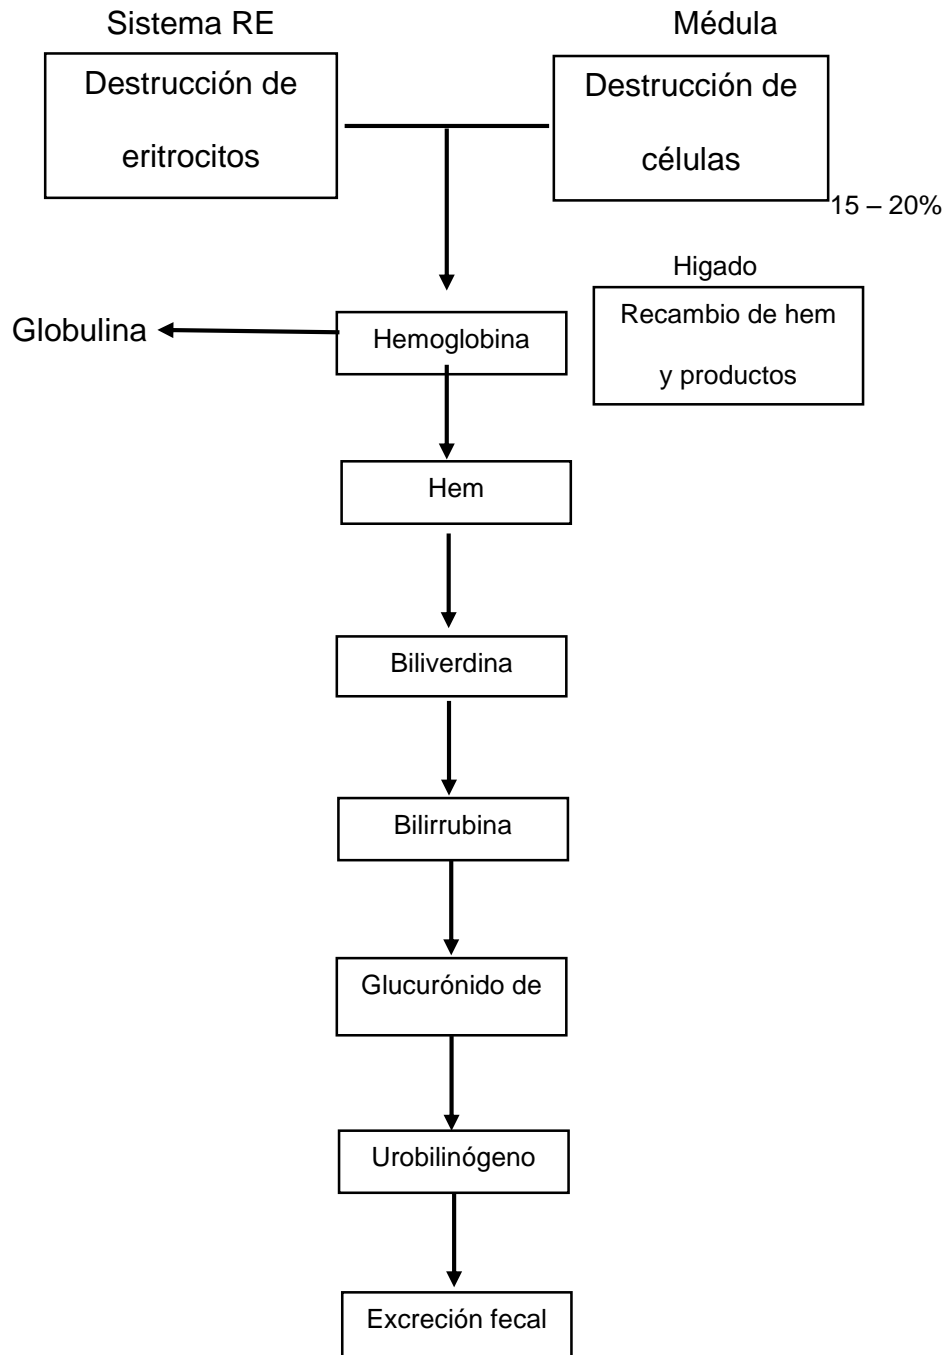 Sistema RE
Médula
Destrucción de
eritrocitos
Destrucción de
células
15 – 20%
Higado
Recambio de hem
y productos
Globulina
Hemoglobina
Hem
Biliverdina
Bilirrubina
Glucurónido de
Urobilinógeno
Excreción fecal